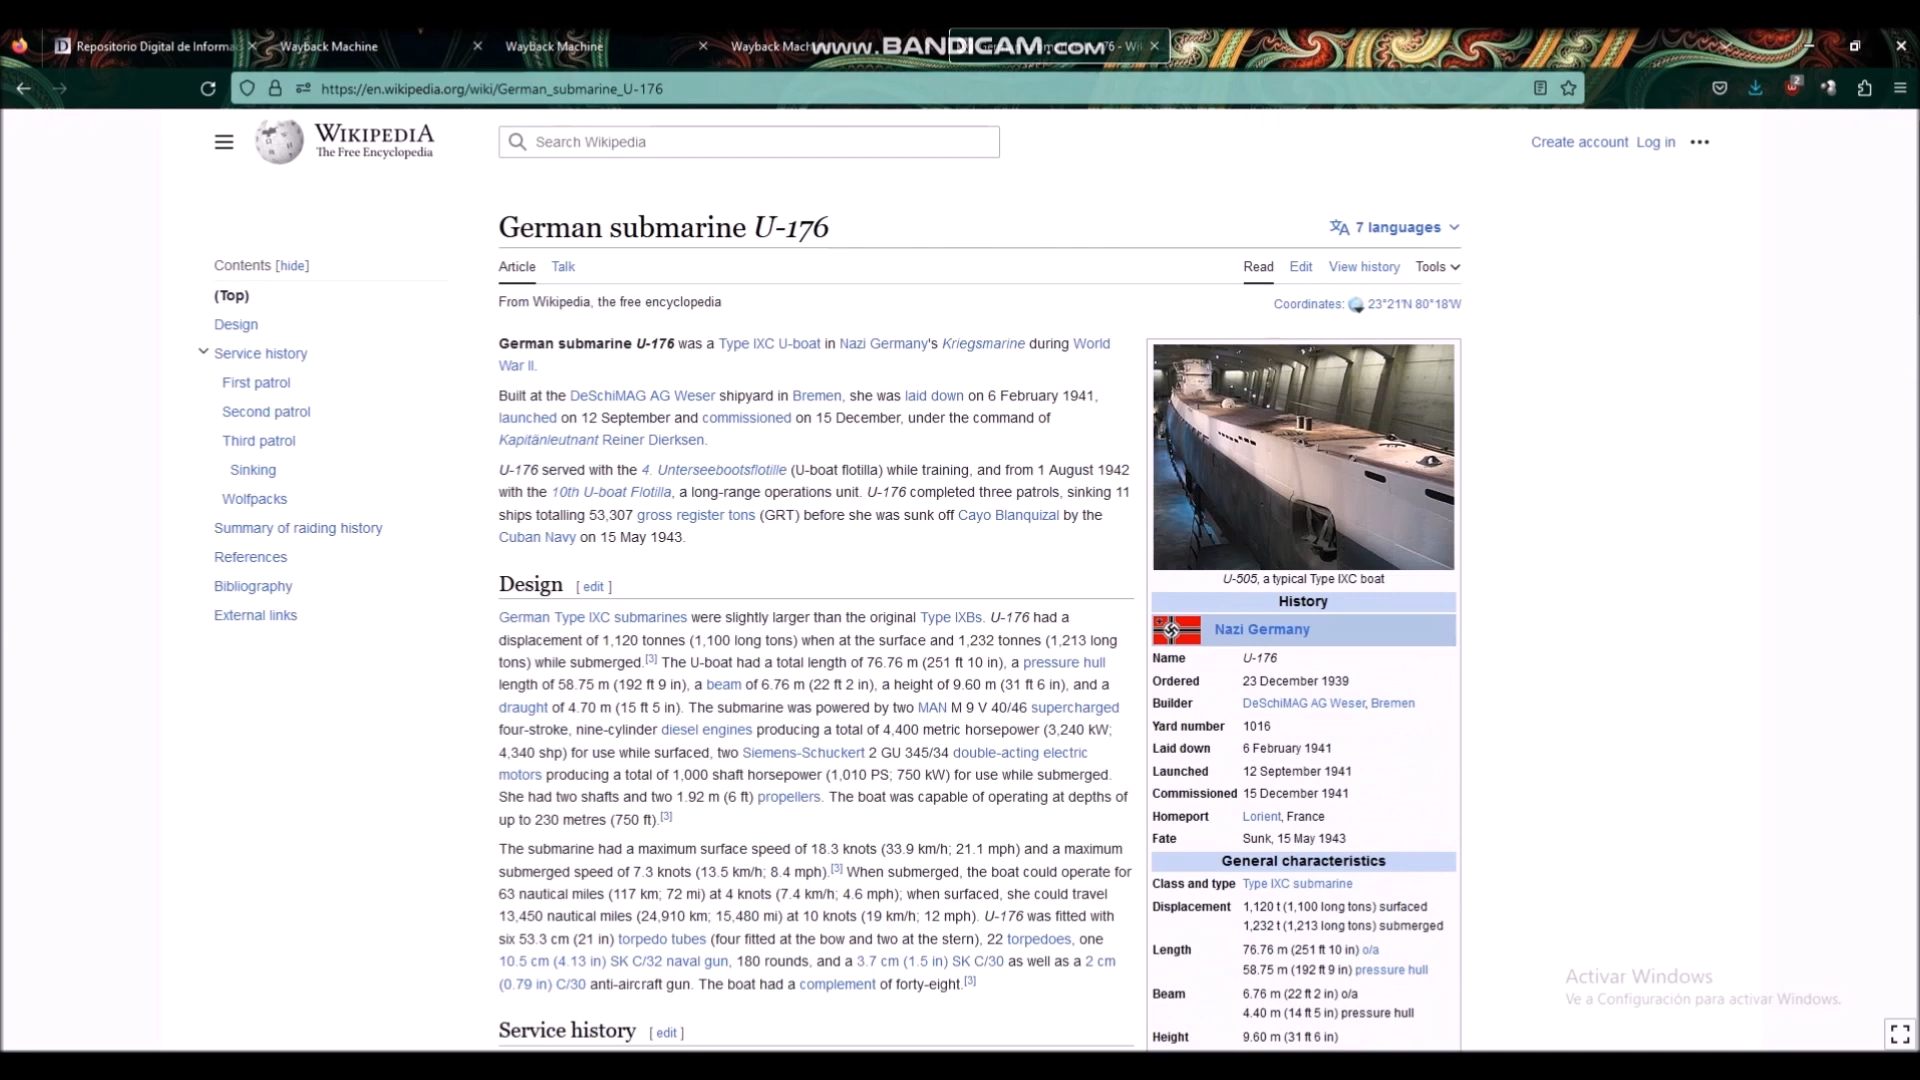 Repositorio Digital de Informa
Wayback Machine
Wayback Machine
Wayback Mach
www.BANDICAM.com
76 - Wi
https://en.wikipedia.org/wiki/German_submarine_U-176
2
WIKIPEDIA
The Free Encyclopedia
Search Wikipedia
Create account Log in
German submarine U-176
7 languages
Contents [hide]
(Top)
Design
Service history
First patrol
Second patrol
Third patrol
Sinking
Wolfpacks
Summary of raiding history
References
Bibliography
External links
Article Talk
Read Edit View history Tools
From Wikipedia, the free encyclopedia
Coordinates: 23°21′N 80°18′W
German submarine U-176 was a Type IXC U-boat in Nazi Germany's Kriegsmarine during World
War II.
Built at the DeSchiMAG AG Weser shipyard in Bremen, she was laid down on 6 February 1941,
launched on 12 September and commissioned on 15 December, under the command of
Kapitänleutnant Reiner Dierksen.
U-176 served with the 4. Unterseebootsflotille (U-boat flotilla) while training, and from 1 August 1942
with the 10th U-boat Flotilla, a long-range operations unit. U-176 completed three patrols, sinking 11
ships totalling 53,307 gross register tons (GRT) before she was sunk off Cayo Blanquizal by the
Cuban Navy on 15 May 1943.
Design [ edit ]
German Type IXC submarines were slightly larger than the original Type IXBs. U-176 had a
displacement of 1,120 tonnes (1,100 long tons) when at the surface and 1,232 tonnes (1,213 long
tons) while submerged.[3] The U-boat had a total length of 76.76 m (251 ft 10 in), a pressure hull
length of 58.75 m (192 ft 9 in), a beam of 6.76 m (22 ft 2 in), a height of 9.60 m (31 ft 6 in), and a
draught of 4.70 m (15 ft 5 in). The submarine was powered by two MAN M 9 V 40/46 supercharged
four-stroke, nine-cylinder diesel engines producing a total of 4,400 metric horsepower (3,240 kW;
4,340 shp) for use while surfaced, two Siemens-Schuckert 2 GU 345/34 double-acting electric
motors producing a total of 1,000 shaft horsepower (1,010 PS; 750 kW) for use while submerged.
She had two shafts and two 1.92 m (6 ft) propellers. The boat was capable of operating at depths of
up to 230 metres (750 ft).[3]
The submarine had a maximum surface speed of 18.3 knots (33.9 km/h; 21.1 mph) and a maximum
submerged speed of 7.3 knots (13.5 km/h; 8.4 mph).[3] When submerged, the boat could operate for
63 nautical miles (117 km; 72 mi) at 4 knots (7.4 km/h; 4.6 mph); when surfaced, she could travel
13,450 nautical miles (24,910 km; 15,480 mi) at 10 knots (19 km/h; 12 mph). U-176 was fitted with
six 53.3 cm (21 in) torpedo tubes (four fitted at the bow and two at the stern), 22 torpedoes, one
10.5 cm (4.13 in) SK C/32 naval gun, 180 rounds, and a 3.7 cm (1.5 in) SK C/30 as well as a 2 cm
(0.79 in) C/30 anti-aircraft gun. The boat had a complement of forty-eight.[3]
Service history [ edit ]
U-505, a typical Type IXC boat
History
Nazi Germany
Name U-176
Ordered 23 December 1939
Builder DeSchiMAG AG Weser, Bremen
Yard number 1016
Laid down 6 February 1941
Launched 12 September 1941
Commissioned 15 December 1941
Homeport Lorient, France
Fate Sunk, 15 May 1943
General characteristics
Class and type Type IXC submarine
Displacement 1,120 t (1,100 long tons) surfaced
1,232 t (1,213 long tons) submerged
Length 76.76 m (251 ft 10 in) o/a
58.75 m (192 ft 9 in) pressure hull
Beam 6.76 m (22 ft 2 in) o/a
4.40 m (14 ft 5 in) pressure hull
Height 9.60 m (31 ft 6 in)
Activar Windows
Ve a Configuración para activar Windows.